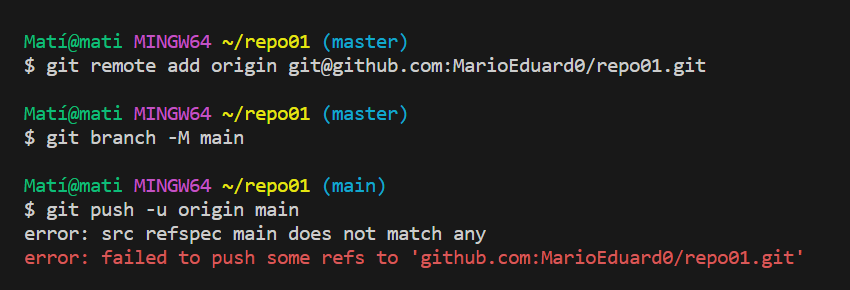 Matí@mati MINGW64 ~/repo01 (master)
$ git remote add origin git@github.com:MarioEduard0/repo01.git
Matí@mati MINGW64 ~/repo01 (master)
$ git branch -M main
Matí@mati MINGW64 ~/repo01 (main)
$ git push -u origin main
error: src refspec main does not match any
error: failed to push some refs to 'github.com:MarioEduard0/repo01.git'